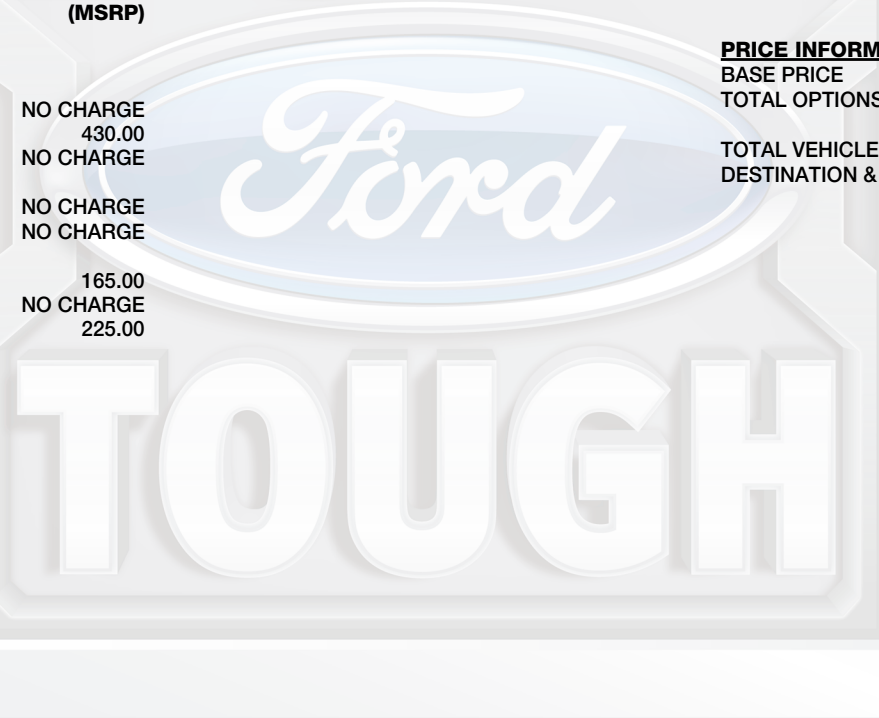 (MSRP)
NO CHARGE
430.00
NO CHARGE
NO CHARGE
NO CHARGE
165.00
NO CHARGE
225.00
PRICE INFORM
BASE PRICE
TOTAL OPTIONS
TOTAL VEHICLE
DESTINATION &
Ford
TOUGH